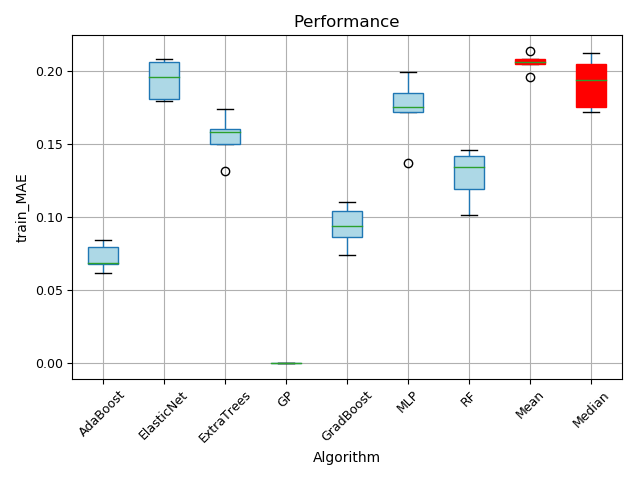 Performance
train_MAE
0.20
0.15
0.10
0.05
0.00
AdaBoost
ElasticNet
ExtraTrees
GP
GradBoost
MLP
RF
Mean
Median
Algorithm